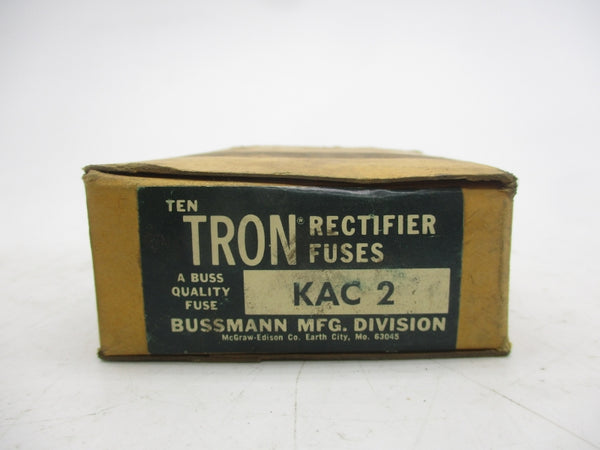 TEN
TRON® RECTIFIER
FUSES
A BUSS
QUALITY
FUSE
KAC 2
BUSSMANN MFG. DIVISION
McGraw-Edison Co. Earth City, Mo. 63045